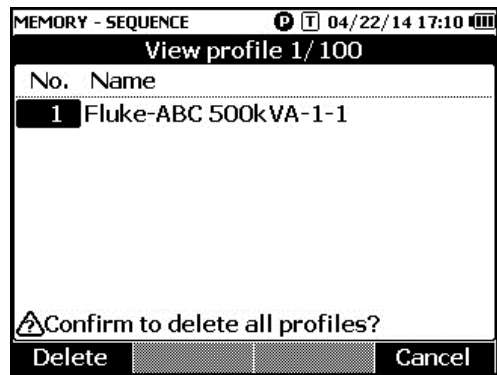 MEMORY - SEQUENCE P T 04/22/14 17:10
View profile 1/100
No. Name
1 Fluke-ABC 500kVA-1-1
Confirm to delete all profiles?
Delete Cancel